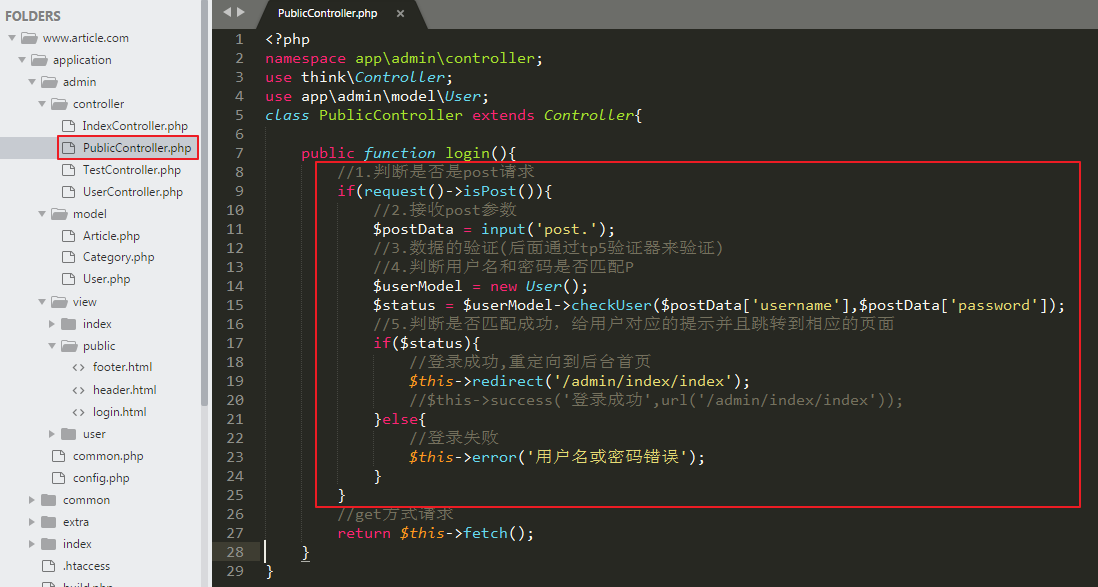 FOLDERS
www.article.com
application
admin
controller
IndexController.php
PublicController.php
TestController.php
UserController.php
model
Article.php
Category.php
User.php
view
index
public
footer.html
header.html
login.html
user
common.php
config.php
common
extra
index
.htaccess
build.php
PublicController.php ×
1 <?php
2 namespace app\admin\controller;
3 use think\Controller;
4 use app\admin\model\User;
5 class PublicController extends Controller{
6
7 public function login(){
8 //1.判断是否是post请求
9 if(request()->isPost()){
10 //2.接收post参数
11 $postData = input('post.');
12 //3.数据的验证(后面通过tp5验证器来验证)
13 //4.判断用户名和密码是否匹配P
14 $userModel = new User();
15 $status = $userModel->checkUser($postData['username'],$postData['password']);
16 //5.判断是否匹配成功，给用户对应的提示并且跳转到相应的页面
17 if($status){
18 //登录成功,重定向到后台首页
19 $this->redirect('/admin/index/index');
20 //$this->success('登录成功',url('/admin/index/index'));
21 }else{
22 //登录失败
23 $this->error('用户名或密码错误');
24 }
25 }
26 //get方式请求
27 return $this->fetch();
28 }
29 }